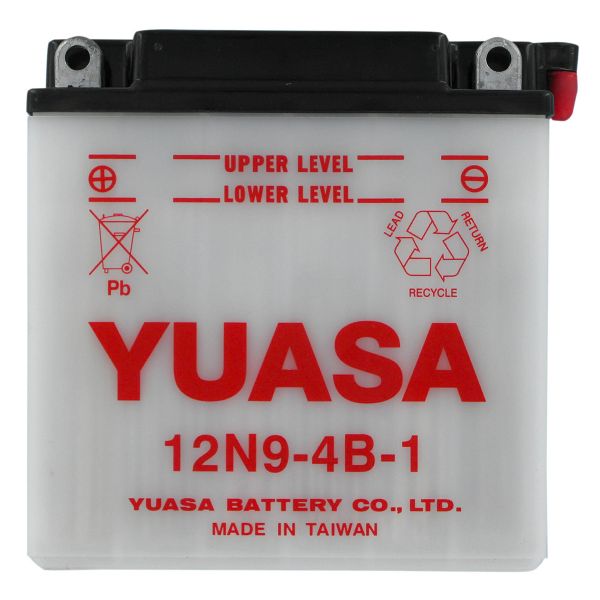 UPPER LEVEL
LOWER LEVEL
Pb
LEAD RETURN
RECYCLE
YUASA
12N9-4B-1
YUASA BATTERY CO., LTD.
MADE IN TAIWAN